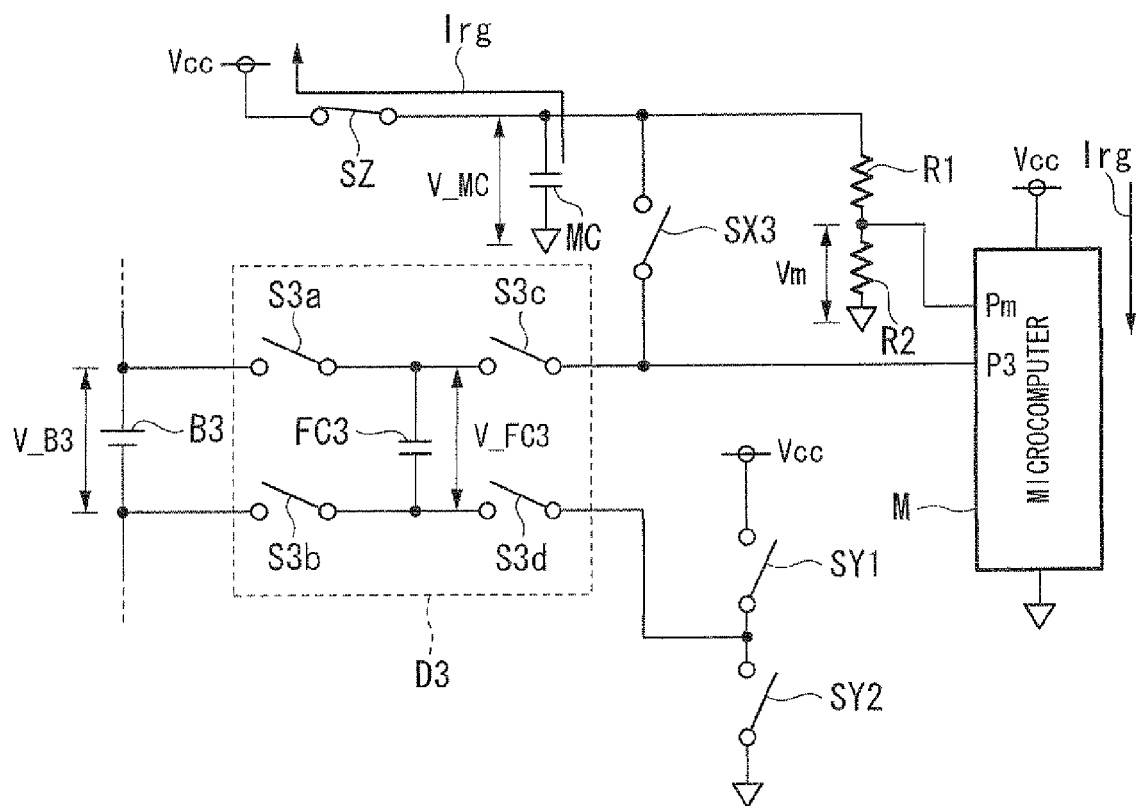 Irg
Vcc
SZ
V_MC
MC
SX3
R1
Vcc
Irg
Vm
R2
Pm
P3
MICROCOMPUTER
M
S3a
S3c
V_B3
B3
FC3
V_FC3
S3b
S3d
D3
Vcc
SY1
SY2